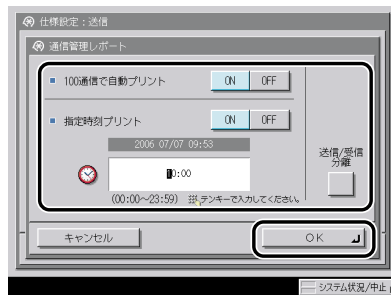 仕様設定：送信
通信管理レポート
100通信で自動プリント
ON OFF
指定時刻プリント
ON OFF
2006 07/07 09:53
00:00
(00:00〜23:59) テンキーで入力してください。
送信/受信
分離
キャンセル
OK
システム状況/中止